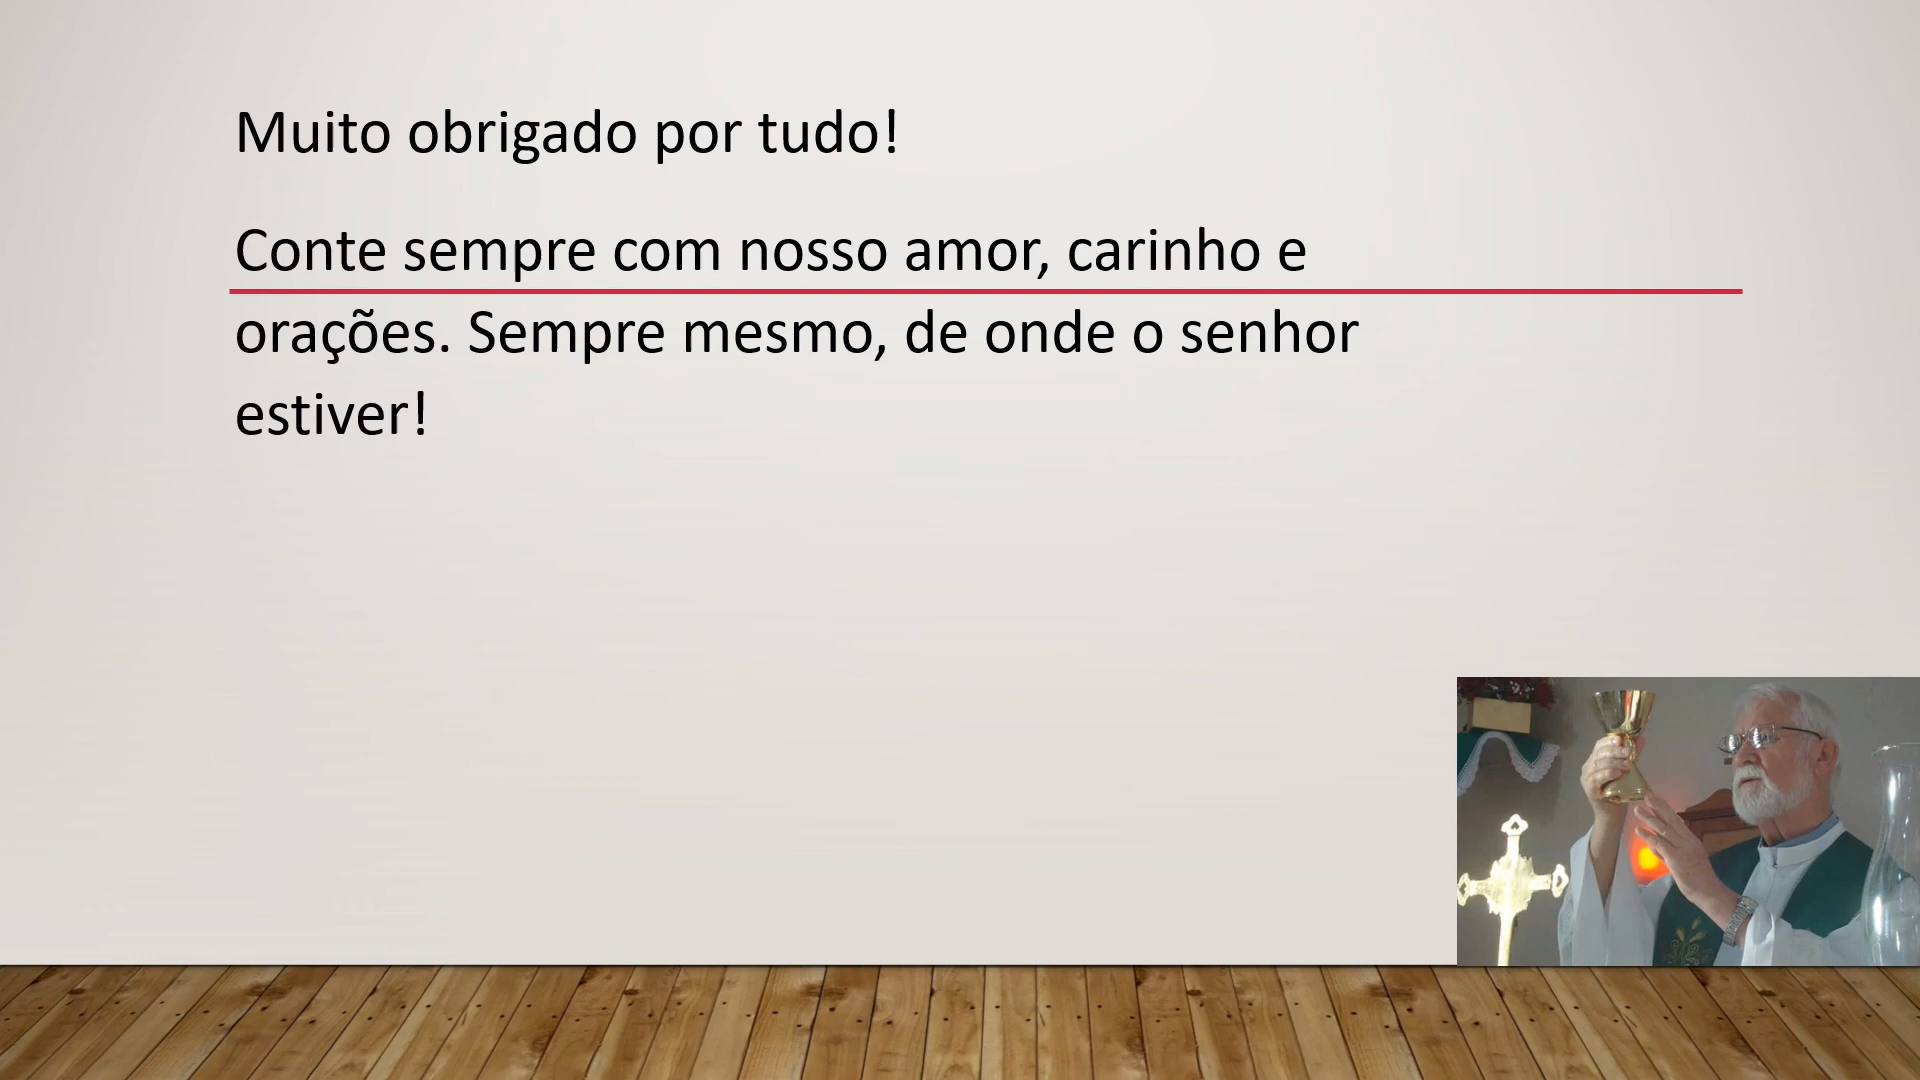 Muito obrigado por tudo!
Conte sempre com nosso amor, carinho e
orações. Sempre mesmo, de onde o senhor
estiver!